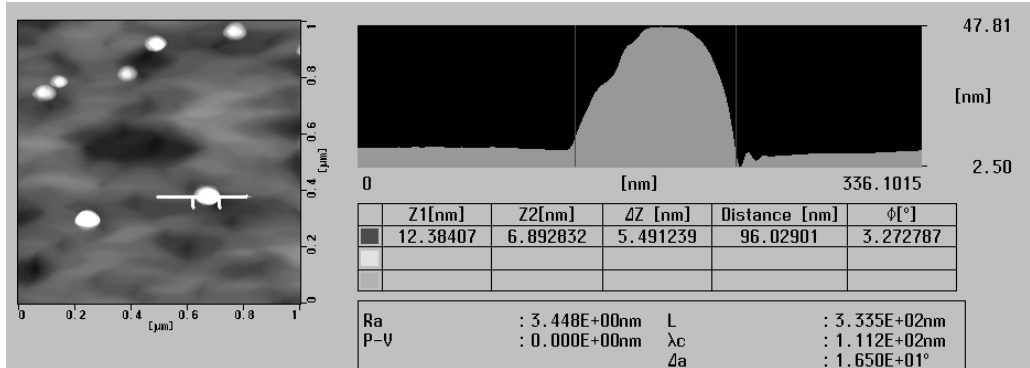 47.81
[nm]
2.50
0 [nm] 336.1015
Z1[nm] Z2[nm] ΔZ [nm] Distance [nm] ϕ[°]
12.38407 6.892832 5.491239 96.02901 3.272787
Ra : 3.448E+00nm L : 3.335E+02nm
P-V : 0.000E+00nm λc : 1.112E+02nm
Δa : 1.650E+01°
1
0.8
0.6
[μm]
0.4
0.2
0
0 0.2 0.4 0.6 0.8 1
[μm]